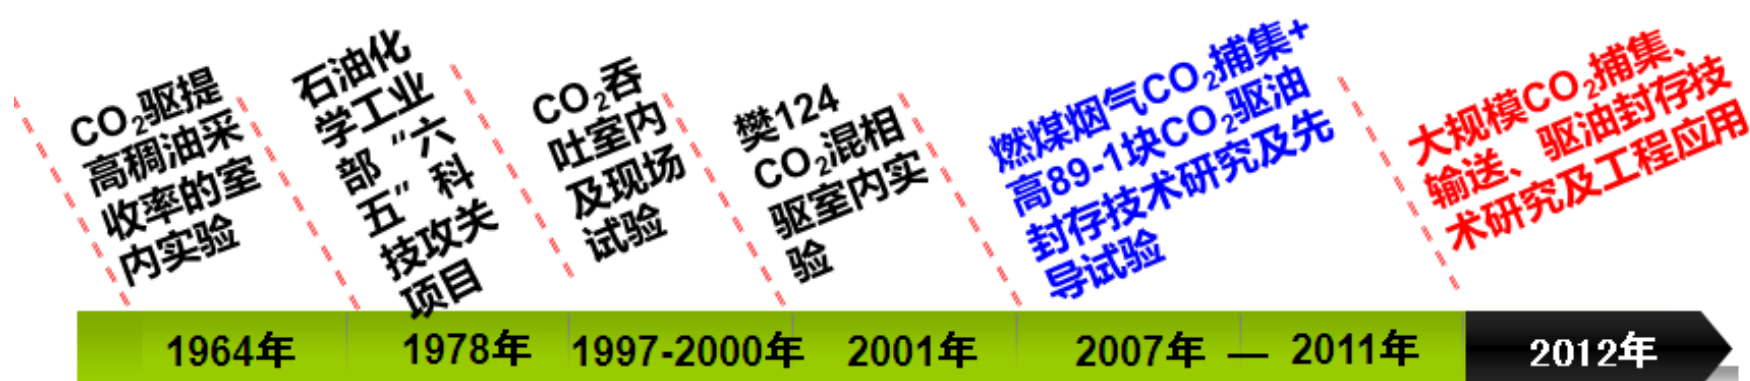 CO₂驱提
高稠油采
收率的室
内实验
石油化
学工业
部“六
五”科
技攻关
项目
CO₂吞
吐室内
及现场
试验
樊124
CO₂混相
驱室内实
验
燃煤烟气CO₂捕集+
高89-1块CO₂驱油
封存技术研究及先
导试验
大规模CO₂捕集、
输送、驱油封存技
术研究及工程应用
1964年
1978年
1997-2000年
2001年
2007年 — 2011年
2012年